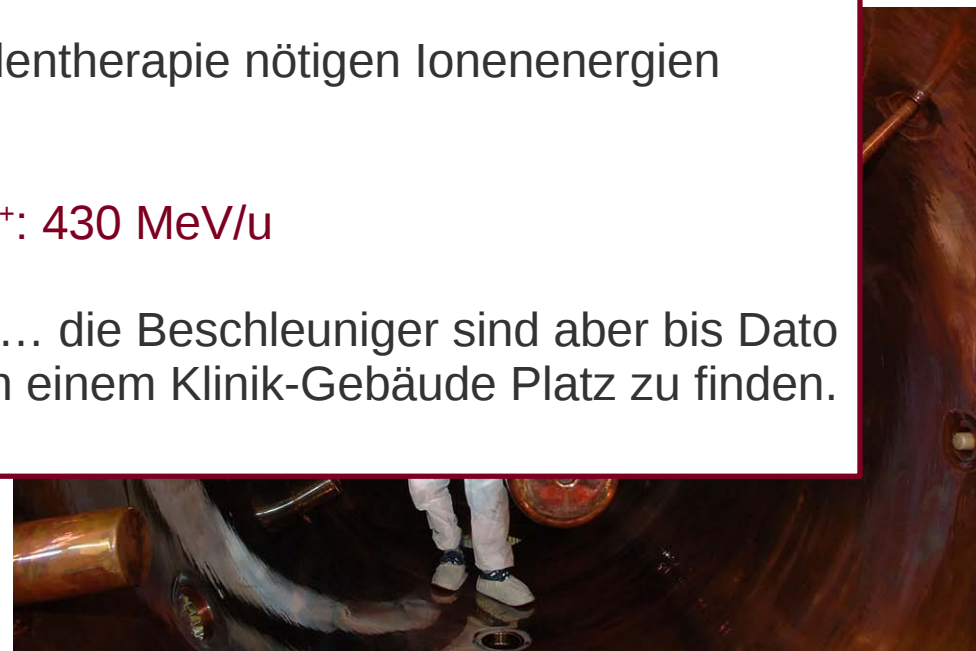 lentherapie nötigen Ionenenergien
⁺: 430 MeV/u
… die Beschleuniger sind aber bis Dato
einem Klinik-Gebäude Platz zu finden.